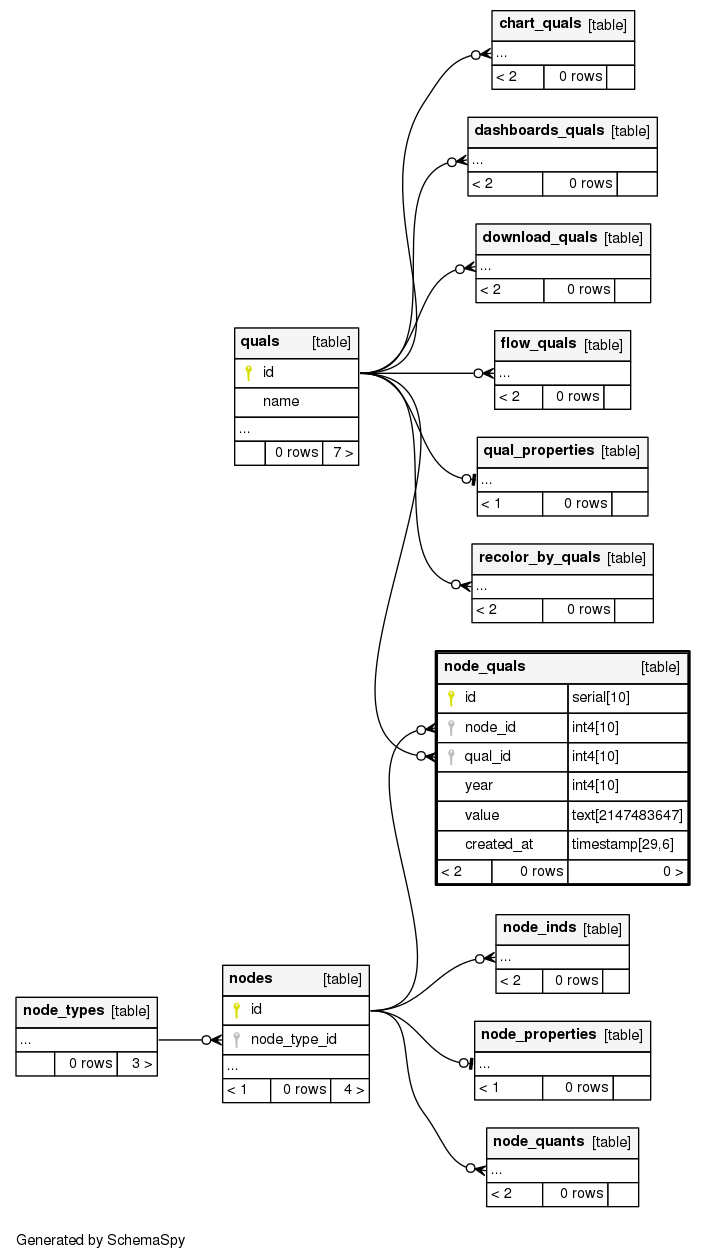 chart_quals [table]
...
< 2 0 rows
dashboards_quals [table]
...
< 2 0 rows
download_quals [table]
...
< 2 0 rows
quals [table]
id
name
...
0 rows 7 >
flow_quals [table]
...
< 2 0 rows
qual_properties [table]
...
< 1 0 rows
recolor_by_quals [table]
...
< 2 0 rows
node_quals [table]
id serial[10]
node_id int4[10]
qual_id int4[10]
year int4[10]
value text[2147483647]
created_at timestamp[29,6]
< 2 0 rows 0 >
node_inds [table]
...
< 2 0 rows
nodes [table]
id
node_type_id
...
< 1 0 rows 4 >
node_types [table]
...
0 rows 3 >
node_properties [table]
...
< 1 0 rows
node_quants [table]
...
< 2 0 rows
Generated by SchemaSpy